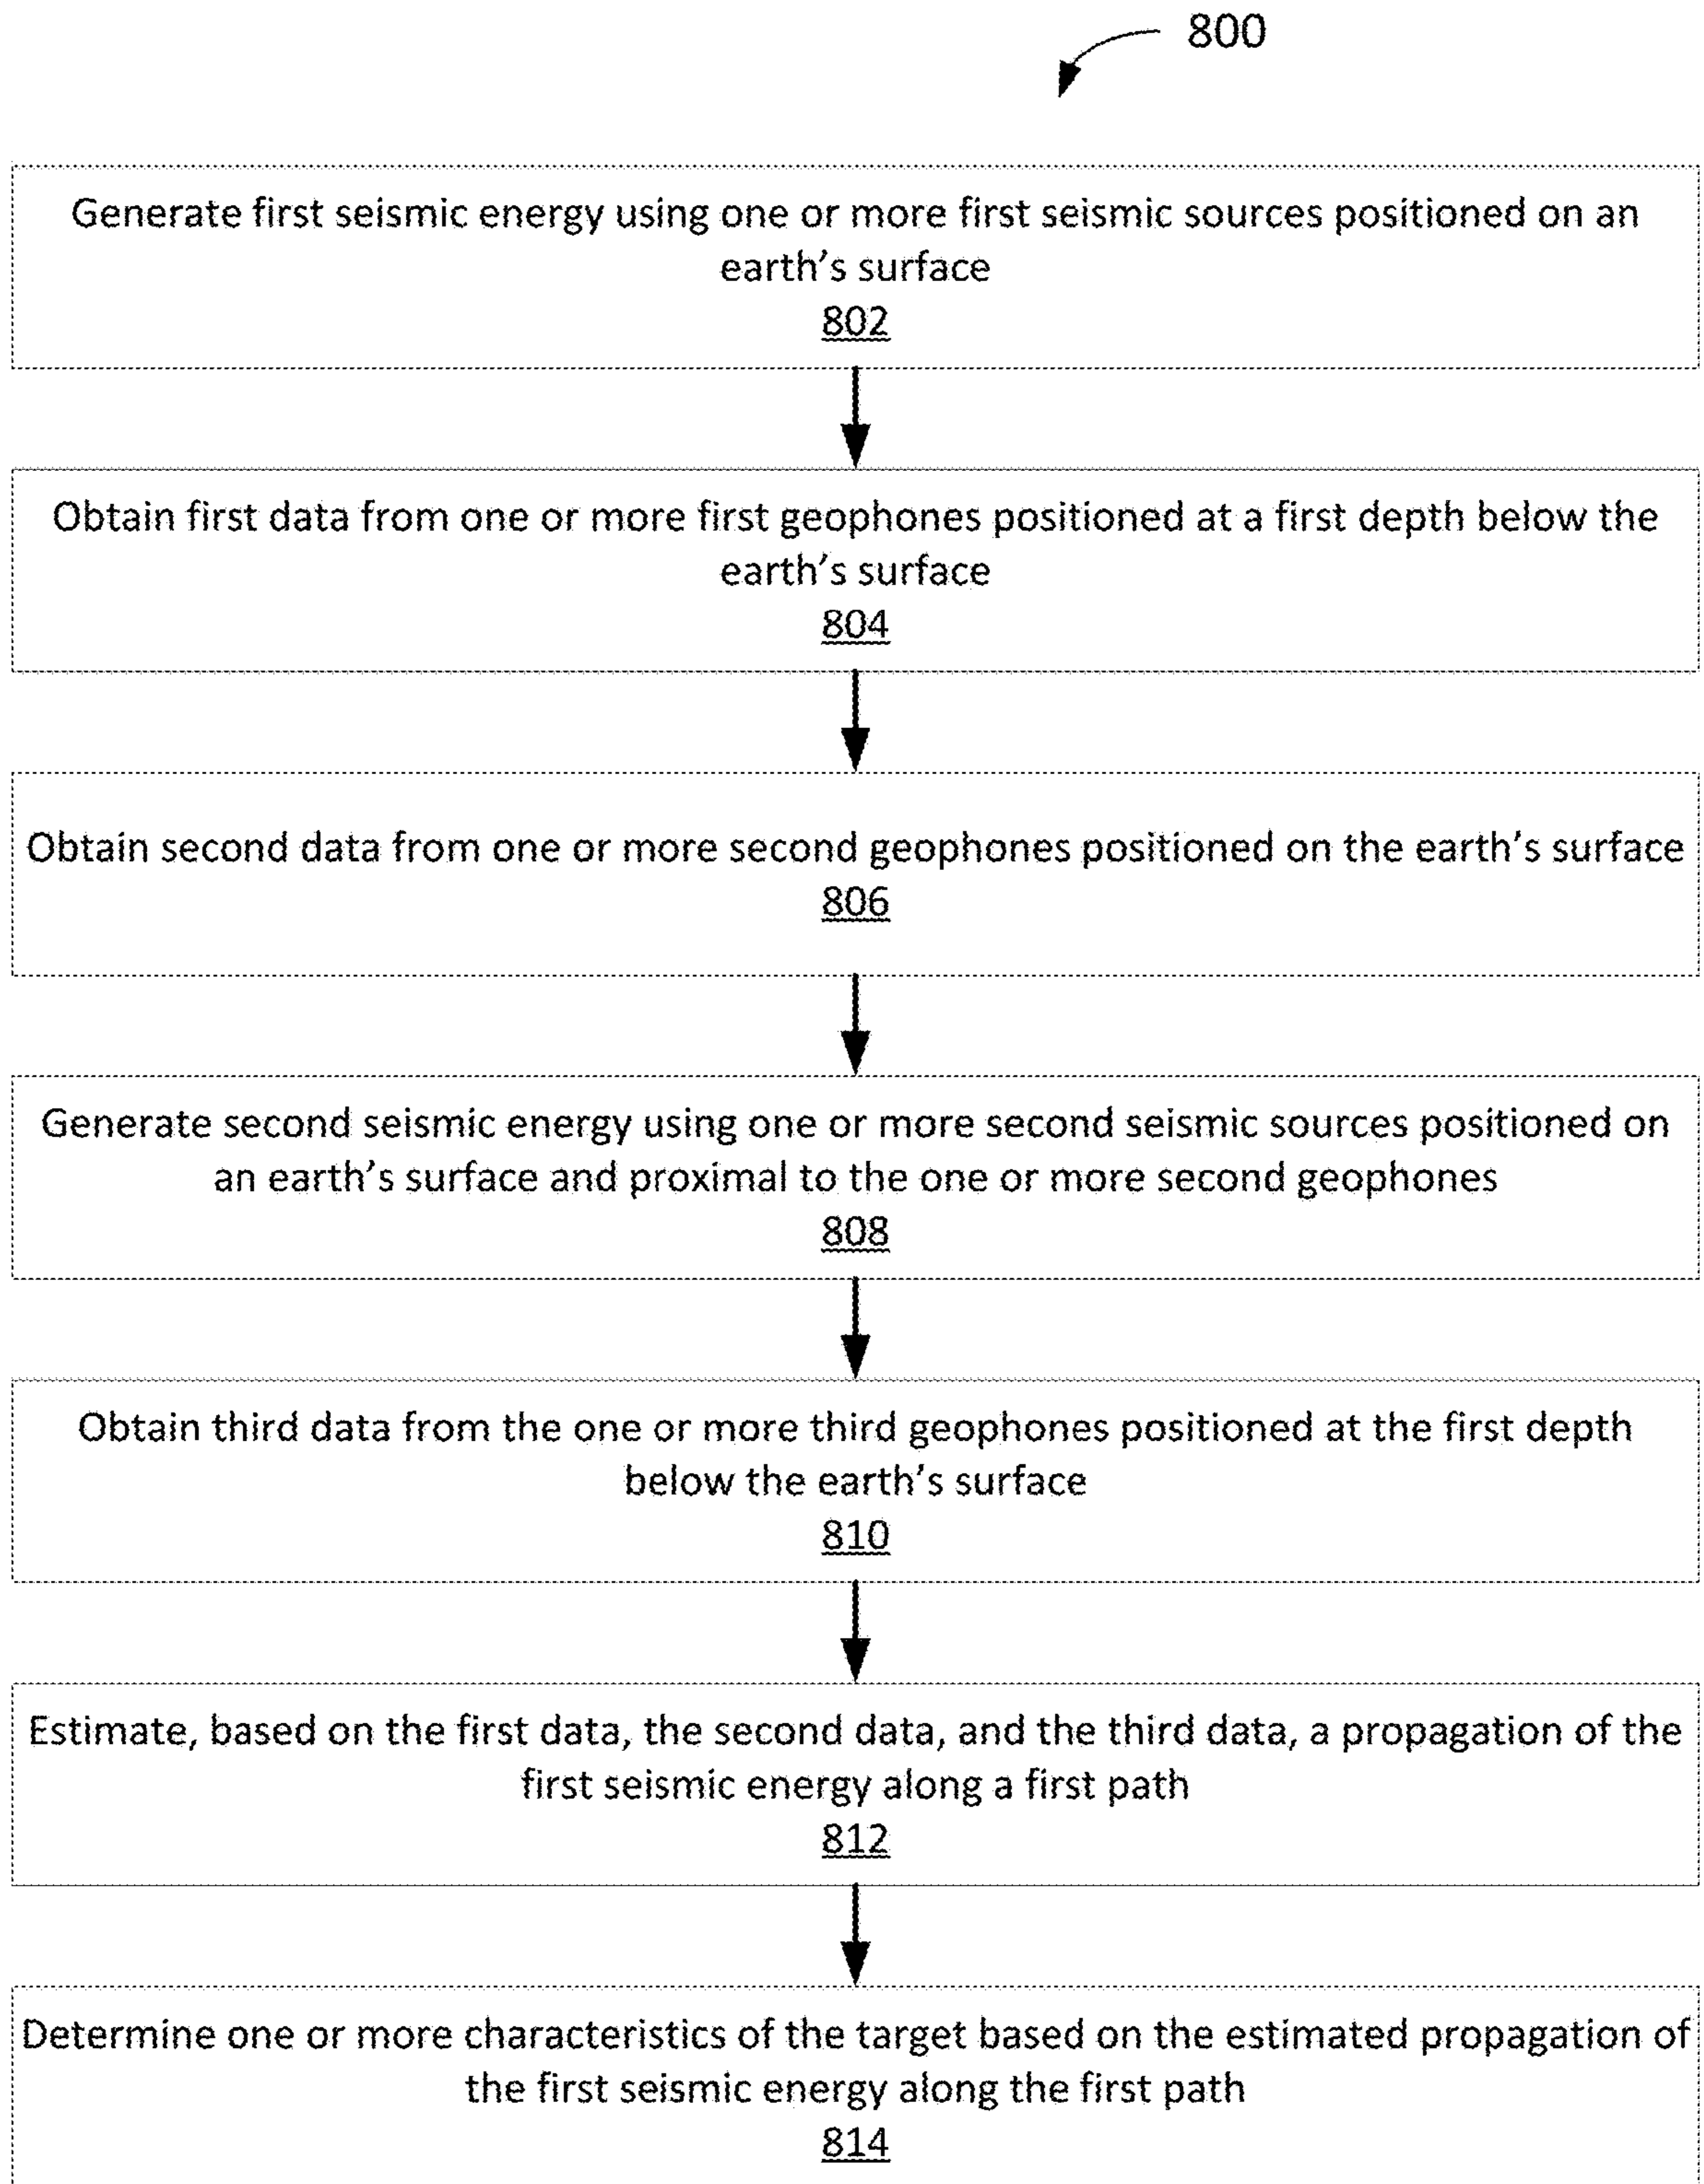 800
Generate first seismic energy using one or more first seismic sources positioned on an
earth's surface
802
Obtain first data from one or more first geophones positioned at a first depth below the
earth's surface
804
Obtain second data from one or more second geophones positioned on the earth's surface
806
Generate second seismic energy using one or more second seismic sources positioned on
an earth's surface and proximal to the one or more second geophones
808
Obtain third data from the one or more third geophones positioned at the first depth
below the earth's surface
810
Estimate, based on the first data, the second data, and the third data, a propagation of the
first seismic energy along a first path
812
Determine one or more characteristics of the target based on the estimated propagation of
the first seismic energy along the first path
814